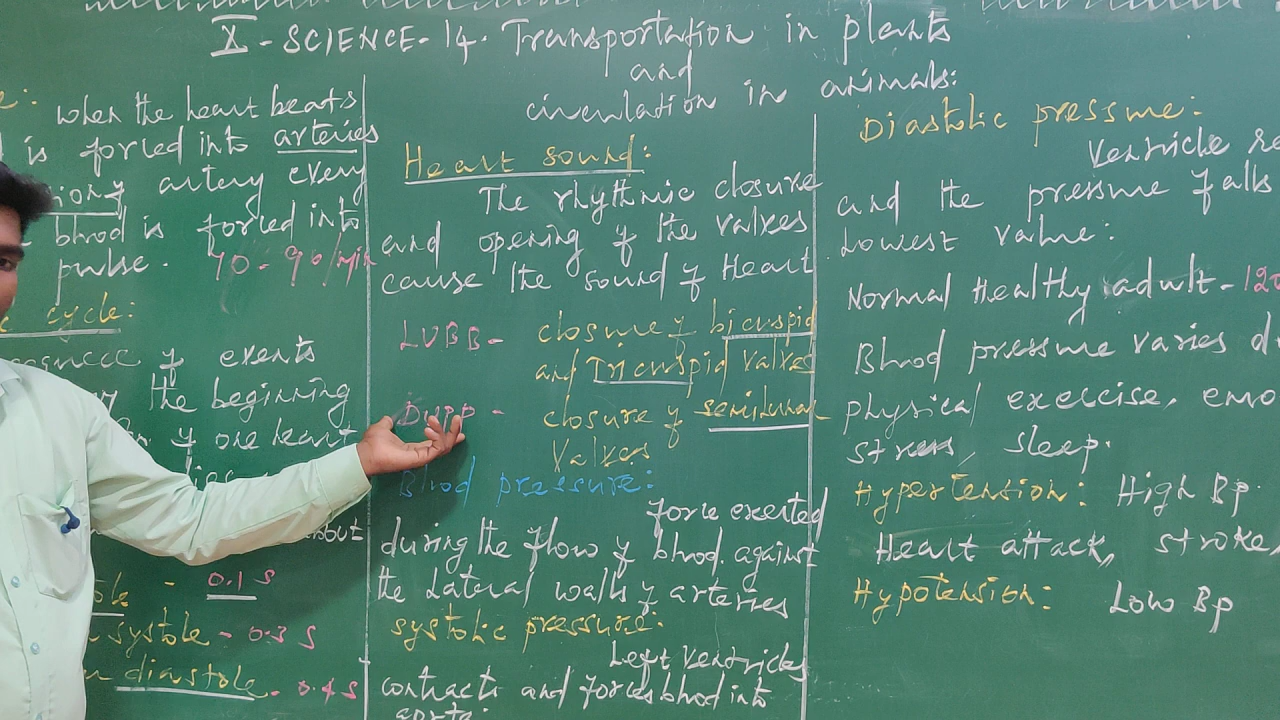 X - SCIENCE - 14. Transportation in plants
and
circulation in animals:
e:
when the heart beats
is forced into arteries
artery every
blood is forced into
pulse. 70-90/min
cycle:
of events
the beginning
of one heart
about
- 0.1 s
systole - 0.3 s
diastole - 0.4 s
Heart sound:
The rhythmic closure
and opening of the valves
cause the sound of Heart.
LUBB - closure of bicuspid
and Tricuspid valves
DUPP - closure of semilunar
Valves
Blood pressure:
force exerted
during the flow of blood against
the Lateral walls of arteries
systolic pressure:
Left Ventricles
contracts and forces blood into
aorta.
Diastolic pressure:
Ventricle re
and the pressure falls
Lowest value:
Normal Healthy adult - 120
Blood pressure varies d
physical exercise, emo
stress, sleep.
Hypertension: High Bp.
Heart attack, stroke,
Hypotension: Low Bp